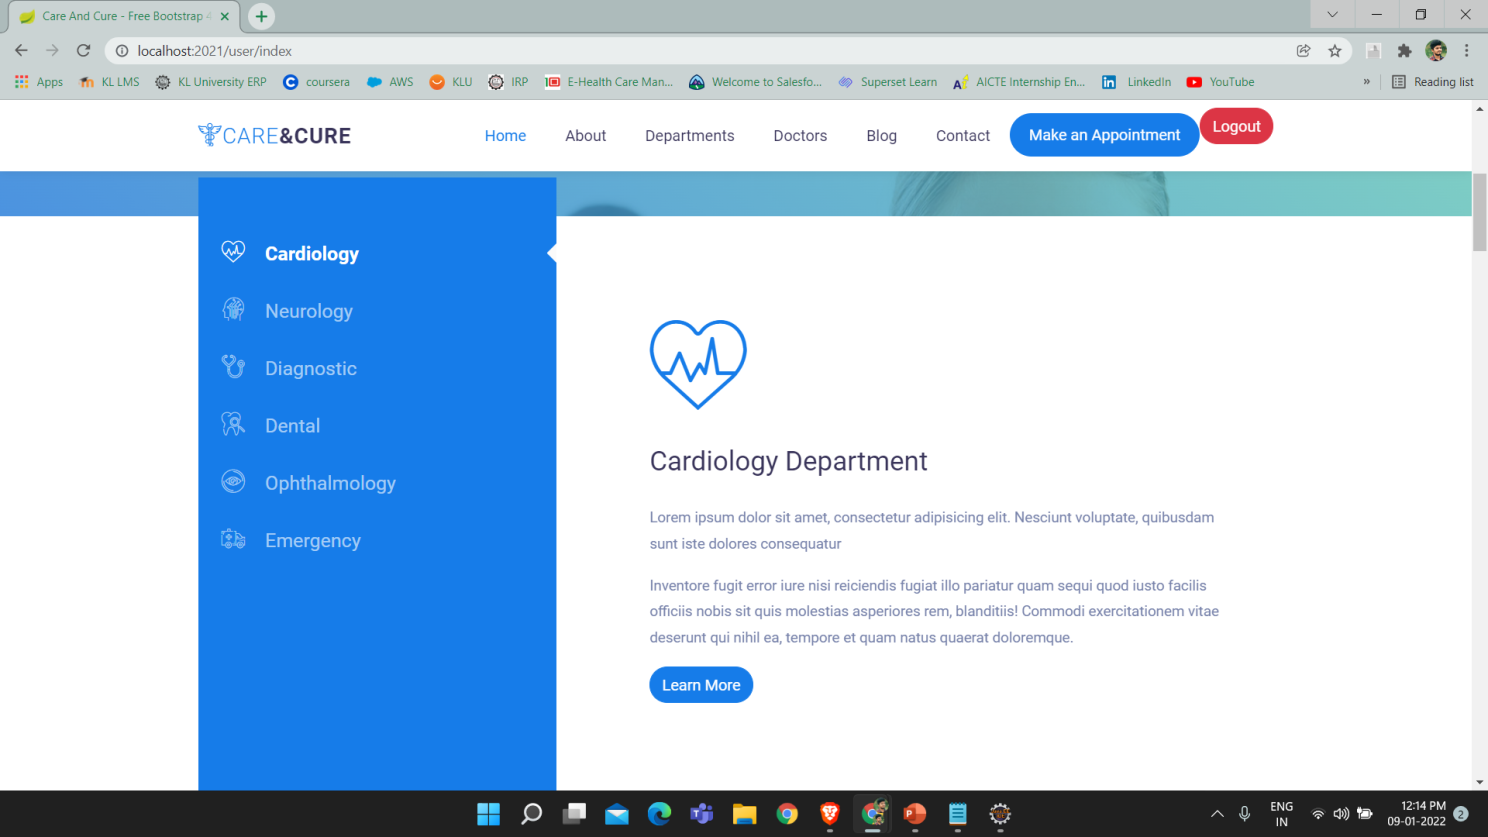 Care And Cure - Free Bootstrap 4
localhost:2021/user/index
Apps KL LMS KL University ERP coursera AWS KLU IRP E-Health Care Man... Welcome to Salesfo... Superset Learn AICTE Internship En... LinkedIn YouTube » Reading list
CARE&CURE Home About Departments Doctors Blog Contact Make an Appointment Logout
Cardiology
Neurology
Diagnostic
Dental
Ophthalmology
Emergency
Cardiology Department
Lorem ipsum dolor sit amet, consectetur adipisicing elit. Nesciunt voluptate, quibusdam
sunt iste dolores consequatur
Inventore fugit error iure nisi reiciendis fugiat illo pariatur quam sequi quod iusto facilis
officiis nobis sit quis molestias asperiores rem, blanditiis! Commodi exercitationem vitae
deserunt qui nihil ea, tempore et quam natus quaerat doloremque.
Learn More
ENG
IN
12:14 PM
09-01-2022
2